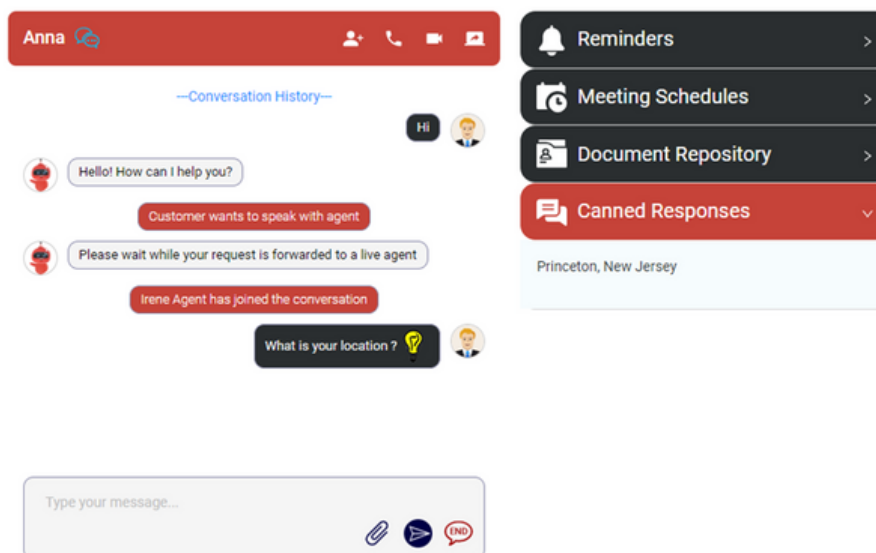 Anna
---Conversation History---
Hi
Hello! How can I help you?
Customer wants to speak with agent
Please wait while your request is forwarded to a live agent
Irene Agent has joined the conversation
What is your location ?
Type your message...
END
Reminders
Meeting Schedules
Document Repository
Canned Responses
Princeton, New Jersey